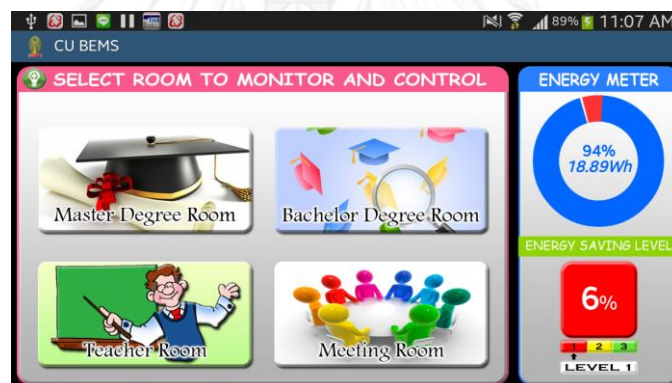 89% 11:07 AM
CU BEMS
SELECT ROOM TO MONITOR AND CONTROL
Master Degree Room
Bachelor Degree Room
Teacher Room
Meeting Room
ENERGY METER
94%
18.89Wh
ENERGY SAVING LEVEL
6%
1 2 3
LEVEL 1